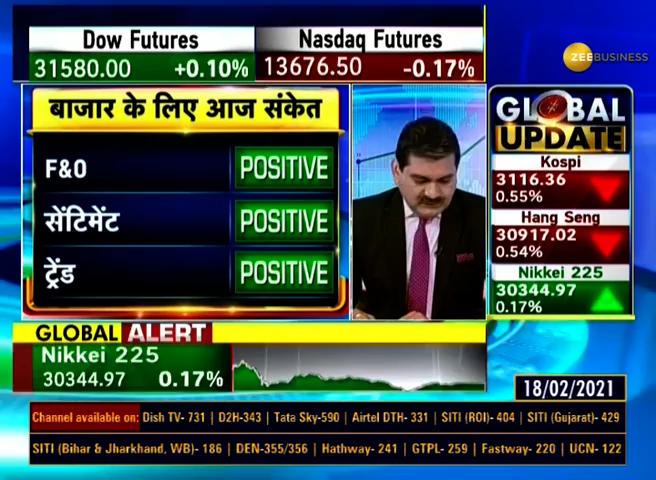 Dow Futures
31580.00 +0.10%
Nasdaq Futures
13676.50 -0.17%
ZEEBUSINESS
बाजार के लिए आज संकेत
F&O POSITIVE
सेंटिमेंट POSITIVE
ट्रेंड POSITIVE
GLOBAL
UPDATE
Kospi
3116.36
0.55%
Hang Seng
30917.02
0.54%
Nikkei 225
30344.97
0.17%
GLOBAL ALERT
Nikkei 225
30344.97 0.17%
18/02/2021
Channel available on: Dish TV- 731 | D2H-343 | Tata Sky-590 | Airtel DTH- 331 | SITI (ROI)- 404 | SITI (Gujarat)- 429
SITI (Bihar & Jharkhand, WB)- 186 | DEN-355/356 | Hathway- 241 | GTPL- 259 | Fastway- 220 | UCN- 122